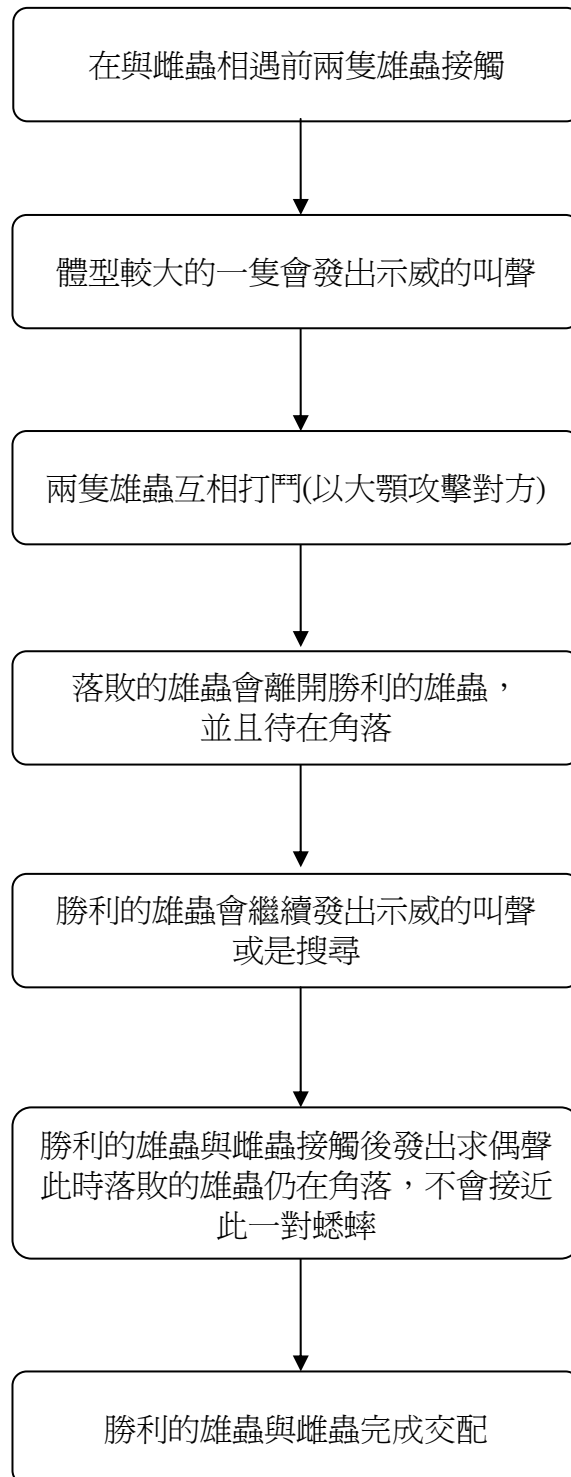 在與雌蟲相遇前兩隻雄蟲接觸
體型較大的一隻會發出示威的叫聲
兩隻雄蟲互相打鬥(以大顎攻擊對方)
落敗的雄蟲會離開勝利的雄蟲，
並且待在角落
勝利的雄蟲會繼續發出示威的叫聲
或是搜尋
勝利的雄蟲與雌蟲接觸後發出求偶聲
此時落敗的雄蟲仍在角落，不會接近
此一對蟋蟀
勝利的雄蟲與雌蟲完成交配